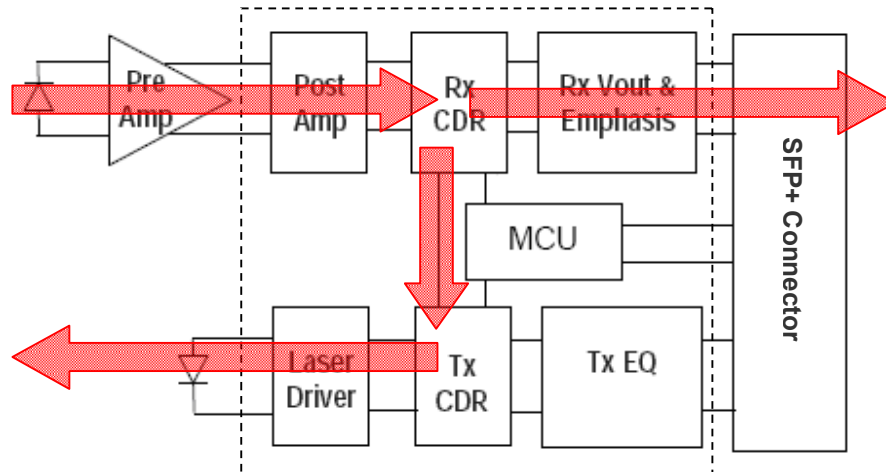 Pre
Amp
Post
Amp
Rx
CDR
Rx Vout &
Emphasis
SFP+ Connector
MCU
Laser
Driver
Tx
CDR
Tx EQ